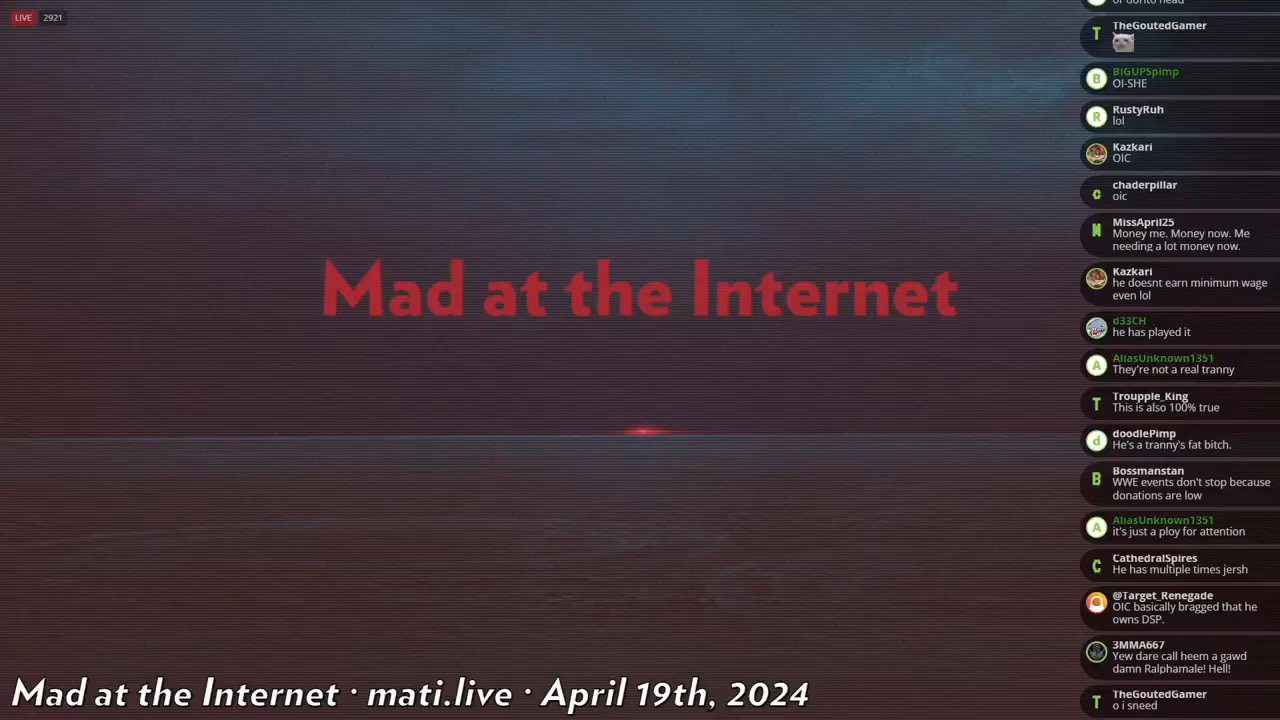 LIVE 2921
Mad at the Internet
TheGoutedGamer
BIGUPSpimp
OI-SHE
R
RustyRuh
lol
Kazkari
OIC
chaderpillar
oic
MissApril25
Money me. Money now. Me
needing a lot money now.
Kazkari
he doesnt earn minimum wage
even lol
d33CH
he has played it
AliasUnknown1351
They're not a real tranny
Trouppie_King
This is also 100% true
doodlePimp
He's a tranny's fat bitch.
Bossmanstan
WWE events don't stop because
donations are low
AliasUnknown1351
it's just a ploy for attention
CathedralSpires
He has multiple times jersh
@Target_Renegade
OIC basically bragged that he
owns DSP.
3MMA667
Yew dare call heem a gawd
damn Ralphamale! Hell!
TheGoutedGamer
o i sneed
Mad at the Internet · mati.live · April 19th, 2024